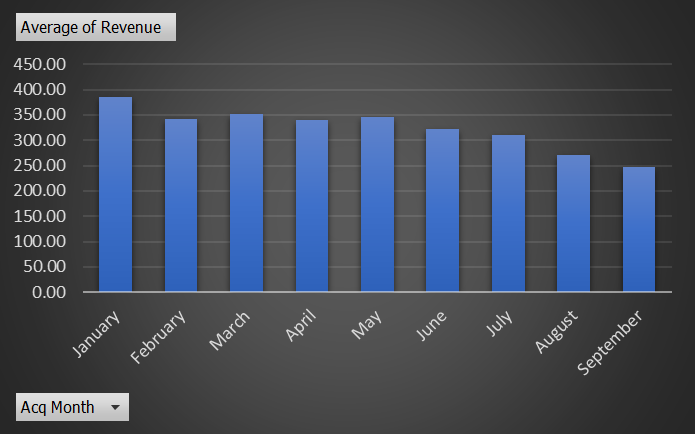 Average of Revenue
450.00
400.00
350.00
300.00
250.00
200.00
150.00
100.00
50.00
0.00
January
February
March
April
May
June
July
August
September
Acq Month